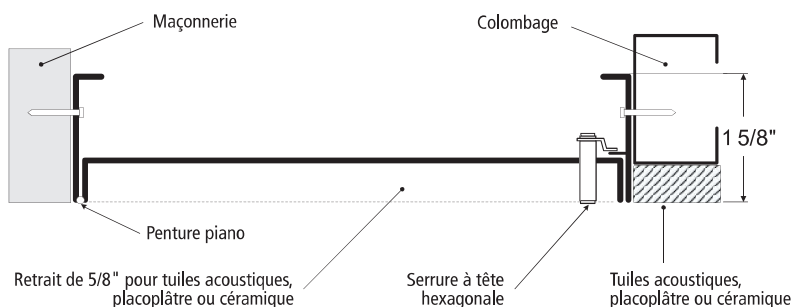 Maçonnerie
Colombage
1 5/8"
Penture piano
Retrait de 5/8" pour tuiles acoustiques,
placoplâtre ou céramique
Serrure à tête
hexagonale
Tuiles acoustiques,
placoplâtre ou céramique